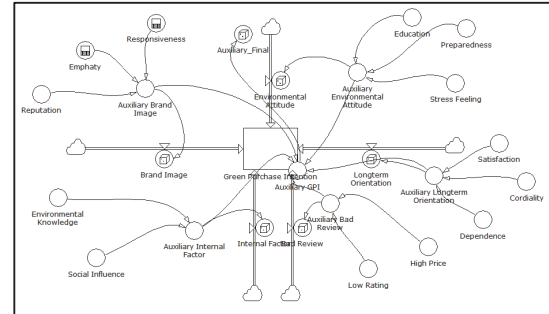 Education
Responsiveness
Preparedness
Auxiliary_Final
Emphaty
Environmental
Attitude
Auxiliary
Environmental
Attitude
Stress Feeling
Reputation
Auxiliary Brand
Image
Satisfaction
Brand Image
Green Purchase Intention
Auxiliary GPI
Longterm
Orientation
Auxiliary Longterm
Orientation
Cordiality
Environmental
Knowledge
Auxiliary Bad
Review
Dependence
Auxiliary Internal
Factor
Internal Factor
Bad Review
High Price
Social Influence
Low Rating